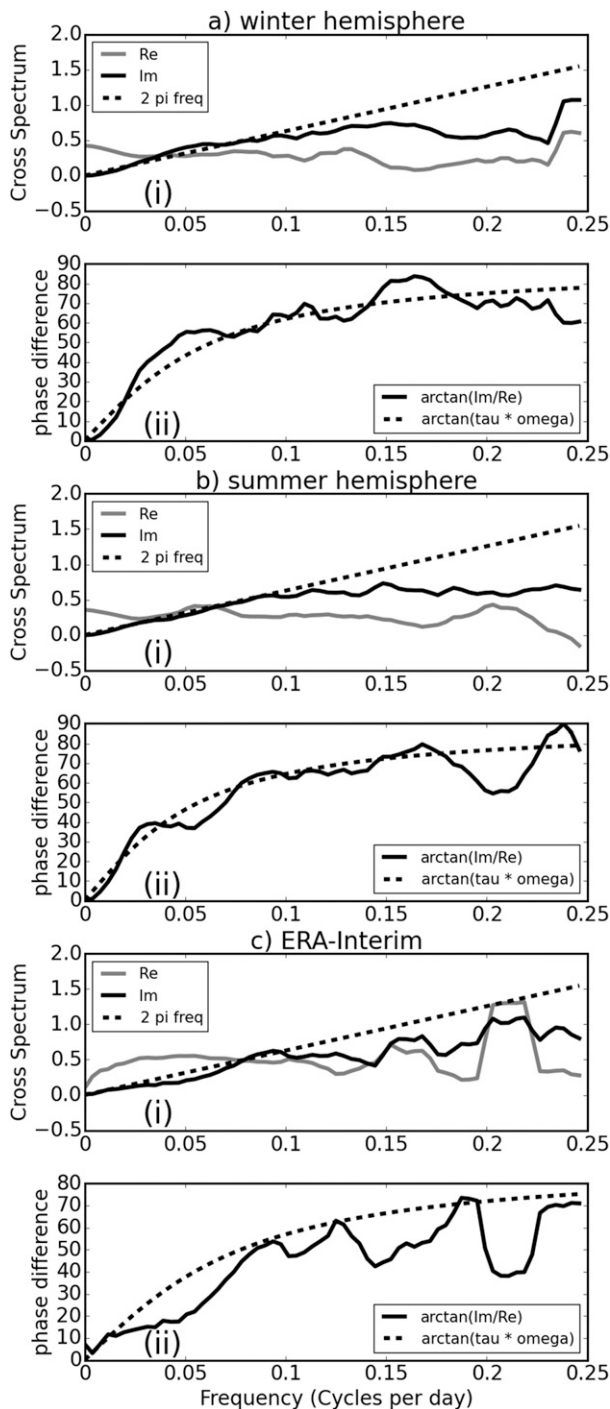 a) winter hemisphere
2.0
1.5
1.0
0.5
0.0
−0.5
Cross Spectrum
Re
Im
2 pi freq
(i)
0
0.05
0.1
0.15
0.2
0.25
90
80
70
60
50
40
30
20
10
0
phase difference
arctan(Im/Re)
arctan(tau * omega)
(ii)
0
0.05
0.1
0.15
0.2
0.25
b) summer hemisphere
2.0
1.5
1.0
0.5
0.0
−0.5
Cross Spectrum
Re
Im
2 pi freq
(i)
0
0.05
0.1
0.15
0.2
0.25
90
80
70
60
50
40
30
20
10
0
phase difference
arctan(Im/Re)
arctan(tau * omega)
(ii)
0
0.05
0.1
0.15
0.2
0.25
c) ERA-Interim
2.0
1.5
1.0
0.5
0.0
−0.5
Cross Spectrum
Re
Im
2 pi freq
(i)
0
0.05
0.1
0.15
0.2
0.25
80
70
60
50
40
30
20
10
0
phase difference
arctan(Im/Re)
arctan(tau * omega)
(ii)
0
0.05
0.1
0.15
0.2
0.25
Frequency (Cycles per day)